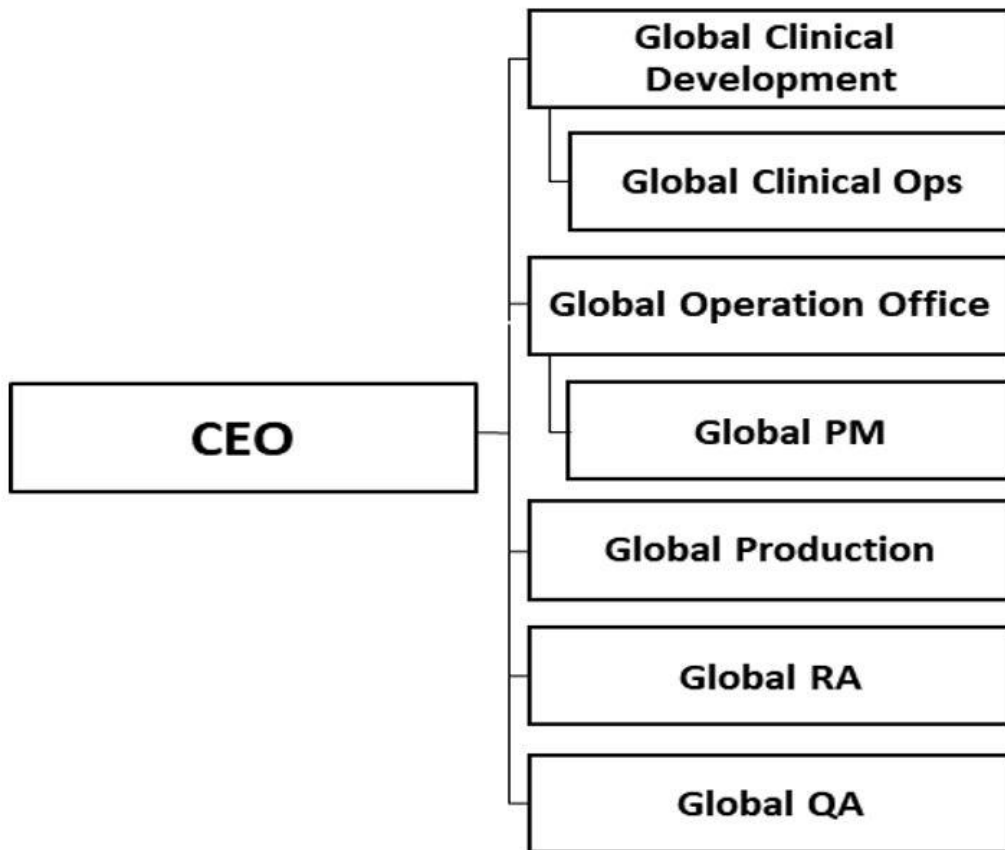 Global Clinical
Development
Global Clinical Ops
Global Operation Office
CEO
Global PM
Global Production
Global RA
Global QA